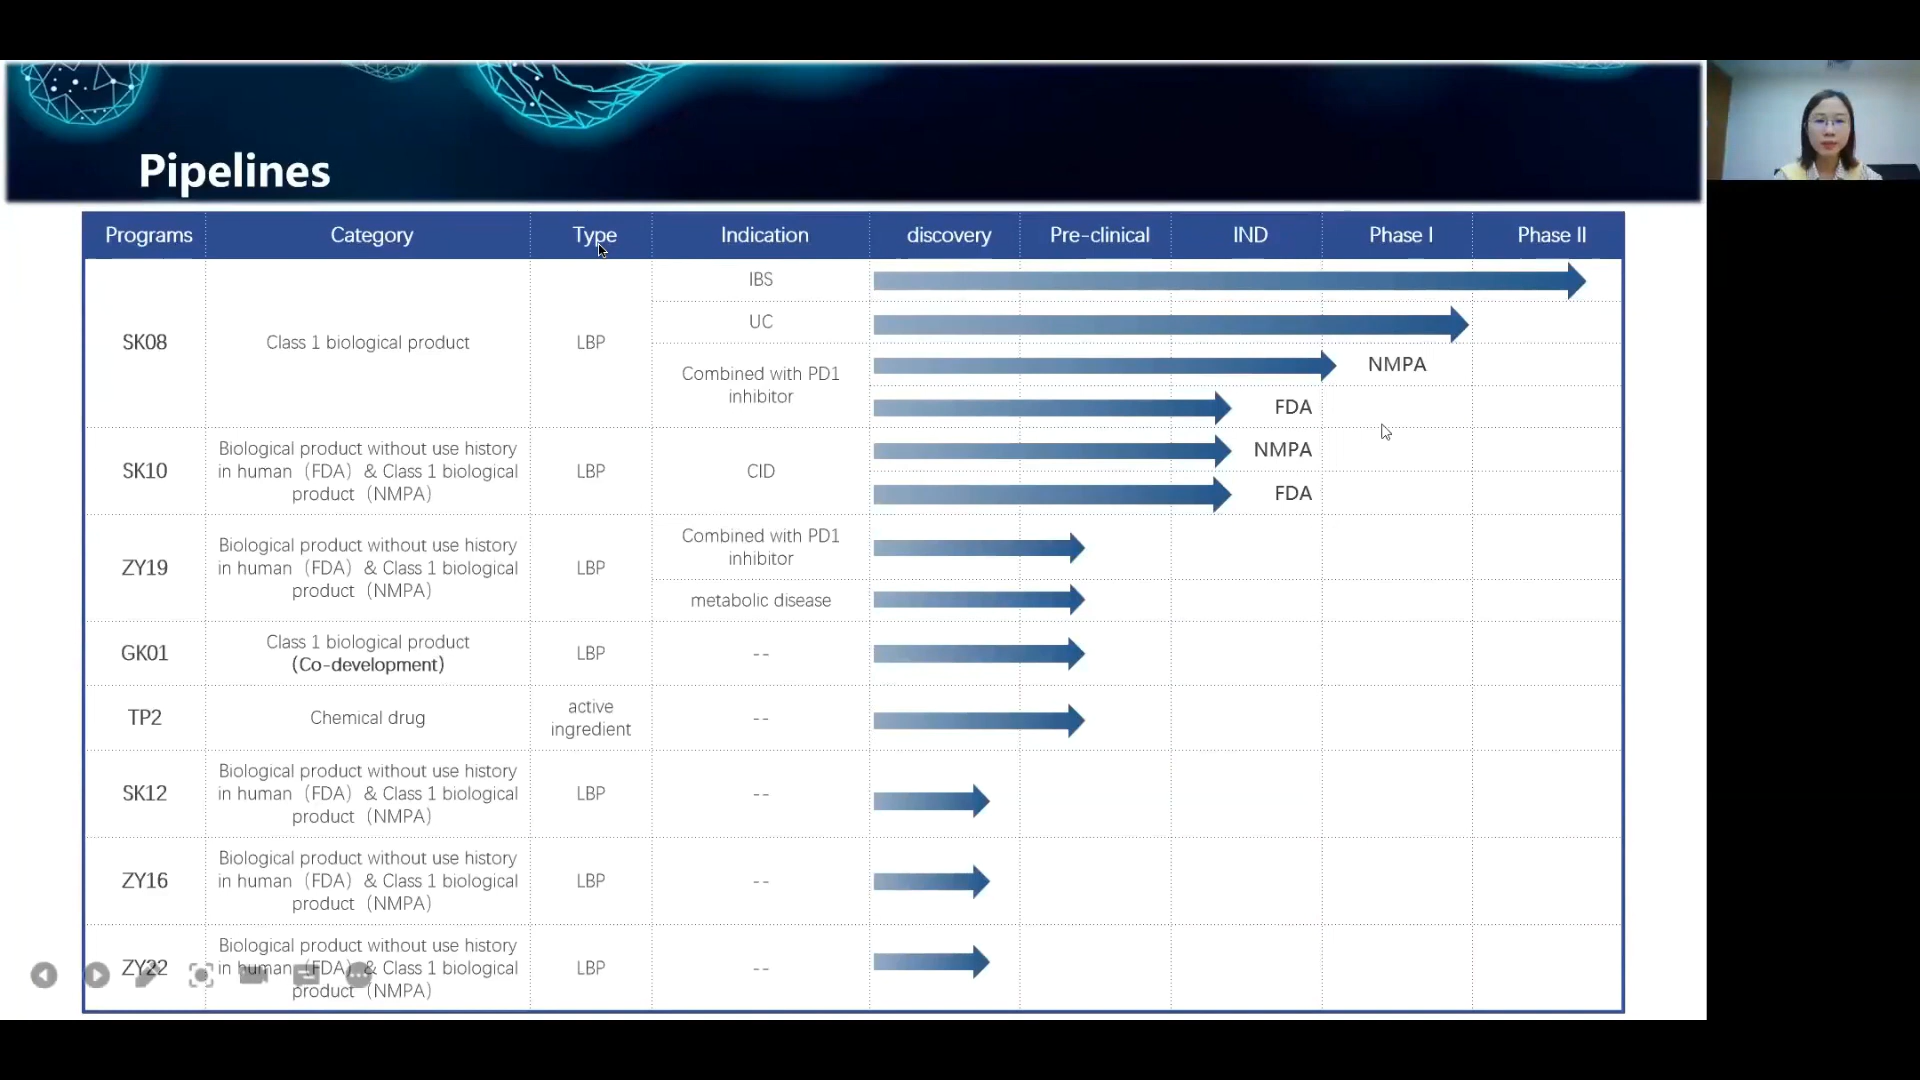 Pipelines
Programs Category Type Indication discovery Pre-clinical IND Phase I Phase II
SK08
Class 1 biological product
LBP
IBS
UC
Combined with PD1
inhibitor
NMPA
FDA
SK10
Biological product without use history
in human（FDA）& Class 1 biological
product（NMPA）
LBP
CID
NMPA
FDA
ZY19
Biological product without use history
in human（FDA）& Class 1 biological
product（NMPA）
LBP
Combined with PD1
inhibitor
metabolic disease
GK01
Class 1 biological product
(Co-development)
LBP
--
TP2
Chemical drug
active
ingredient
--
SK12
Biological product without use history
in human（FDA）& Class 1 biological
product（NMPA）
LBP
--
ZY16
Biological product without use history
in human（FDA）& Class 1 biological
product（NMPA）
LBP
--
ZY22
Biological product without use history
in human（FDA）& Class 1 biological
product（NMPA）
LBP
--